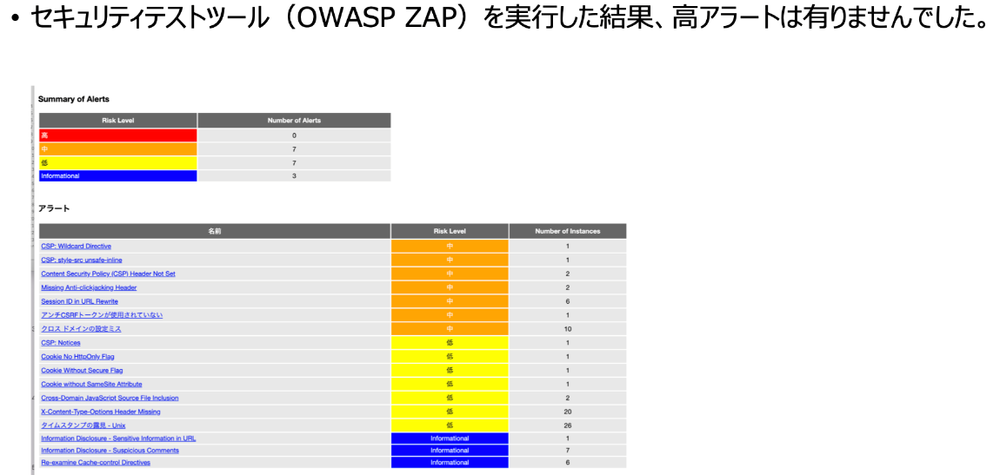 • セキュリティテストツール（OWASP ZAP）を実行した結果、高アラートは有りませんでした。
Summary of Alerts
Risk Level Number of Alerts
高 0
中 7
低 7
Informational 3
アラート
名前 Risk Level Number of Instances
CSP: Wildcard Directive 中 1
CSP: style-src unsafe-inline 中 1
Content Security Policy (CSP) Header Not Set 中 2
Missing Anti-clickjacking Header 中 2
Session ID in URL Rewrite 中 6
アンチCSRFトークンが使用されていない 中 1
クロス ドメインの設定ミス 中 10
CSP: Notices 低 1
Cookie No HttpOnly Flag 低 1
Cookie Without Secure Flag 低 1
Cookie without SameSite Attribute 低 1
Cross-Domain JavaScript Source File Inclusion 低 2
X-Content-Type-Options Header Missing 低 20
タイムスタンプの露見 - Unix 低 26
Information Disclosure - Sensitive Information in URL Informational 1
Information Disclosure - Suspicious Comments Informational 7
Re-examine Cache-control Directives Informational 6